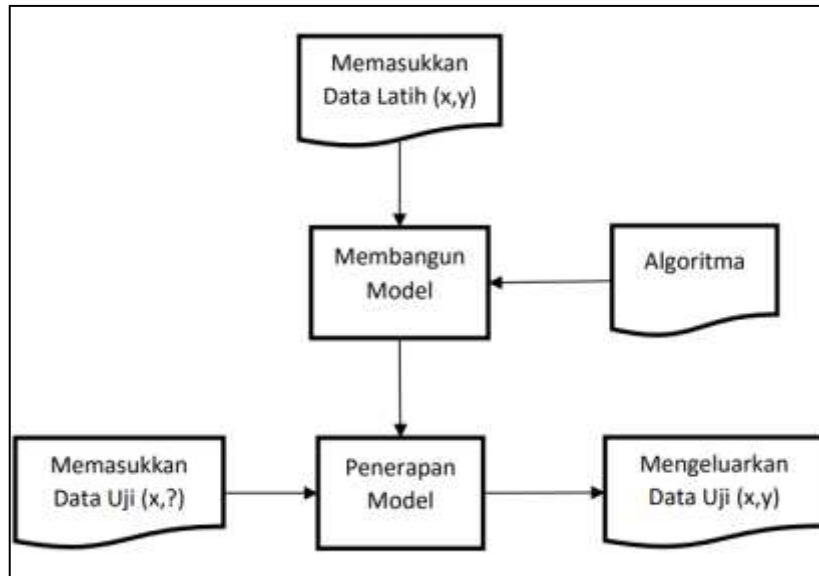 Memasukkan
Data Latih (x,y)
Membangun
Model
Algoritma
Memasukkan
Data Uji (x,?)
Penerapan
Model
Mengeluarkan
Data Uji (x,y)